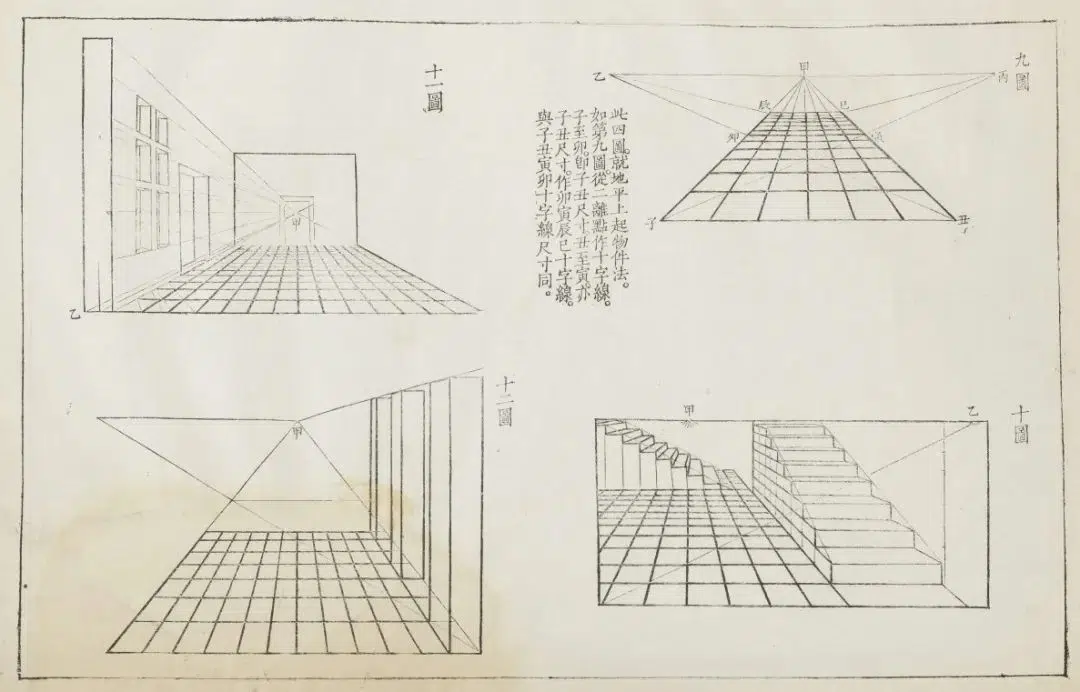 九圖
丙
甲
乙
巳
辰
卯
丑
子
此四圖。就地平上起物件法。
如第九圖。從二離點作十字線。
子至卯。即子丑尺寸。丑至寅。亦
子丑尺寸。作卯寅辰巳十字線。
與子丑寅卯十字線尺寸同。
十圖
乙
甲
十一圖
甲
乙
十二圖
甲